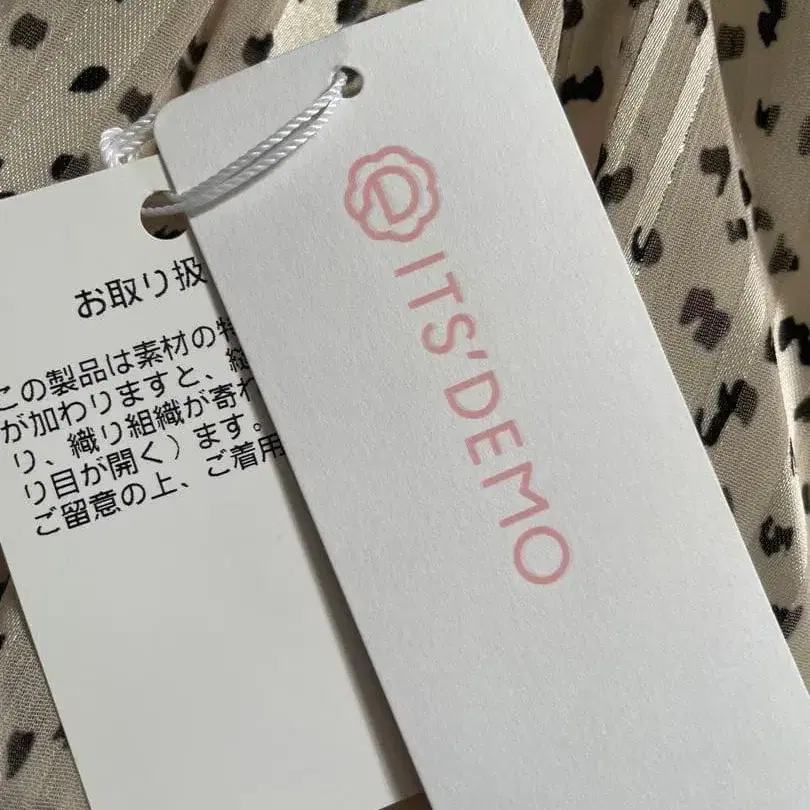 お取り扱
この製品は素材の特
が加わりますと、縫
り、織り組織が寄れ
り目が開く）ます。
ご留意の上、ご着用
ITS'DEMO